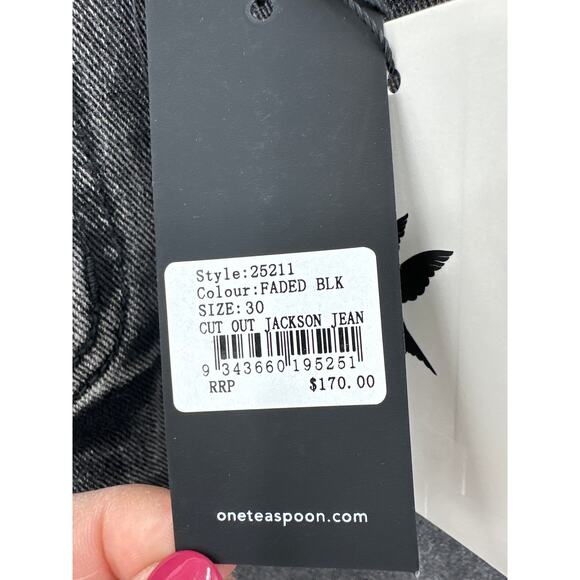 Style:25211
Colour:FADED BLK
SIZE:30
CUT OUT JACKSON JEAN
9 343660 195251
RRP $170.00
oneteaspoon.com